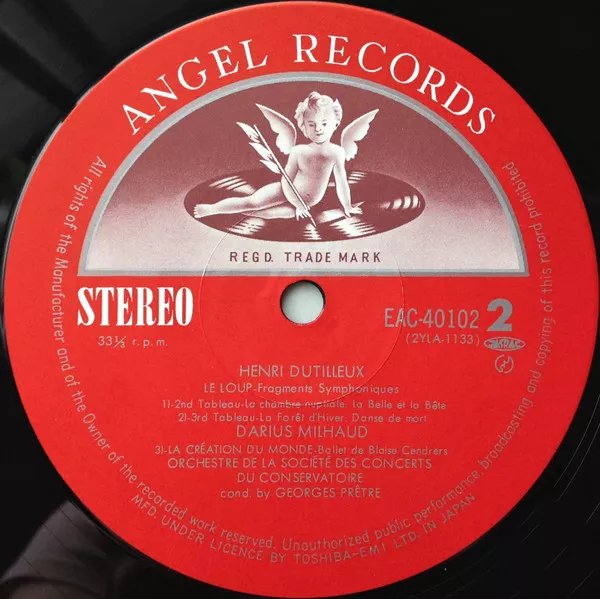 ANGEL RECORDS
REGD. TRADE MARK
STEREO
33⅓ r.p.m.
EAC-40102 2
(2YLA-1133)
JASRAC
HENRI DUTILLEUX
LE LOUP-Fragments Symphoniques
1)-2nd Tableau-La chambre nuptiale, La Belle et la Bête
2)-3rd Tableau-La Forêt d'Hiver, Danse de mort
DARIUS MILHAUD
3)-LA CRÉATION DU MONDE-Ballet de Blaise Cendrers
ORCHESTRE DE LA SOCIÉTÉ DES CONCERTS
DU CONSERVATOIRE
cond. by GEORGES PRÊTRE
All rights of the Manufacturer and of the Owner of the recorded work reserved. Unauthorized public performance, broadcasting and copying of this record prohibited
MFD. UNDER LICENCE BY TOSHIBA-EMI LTD. IN JAPAN